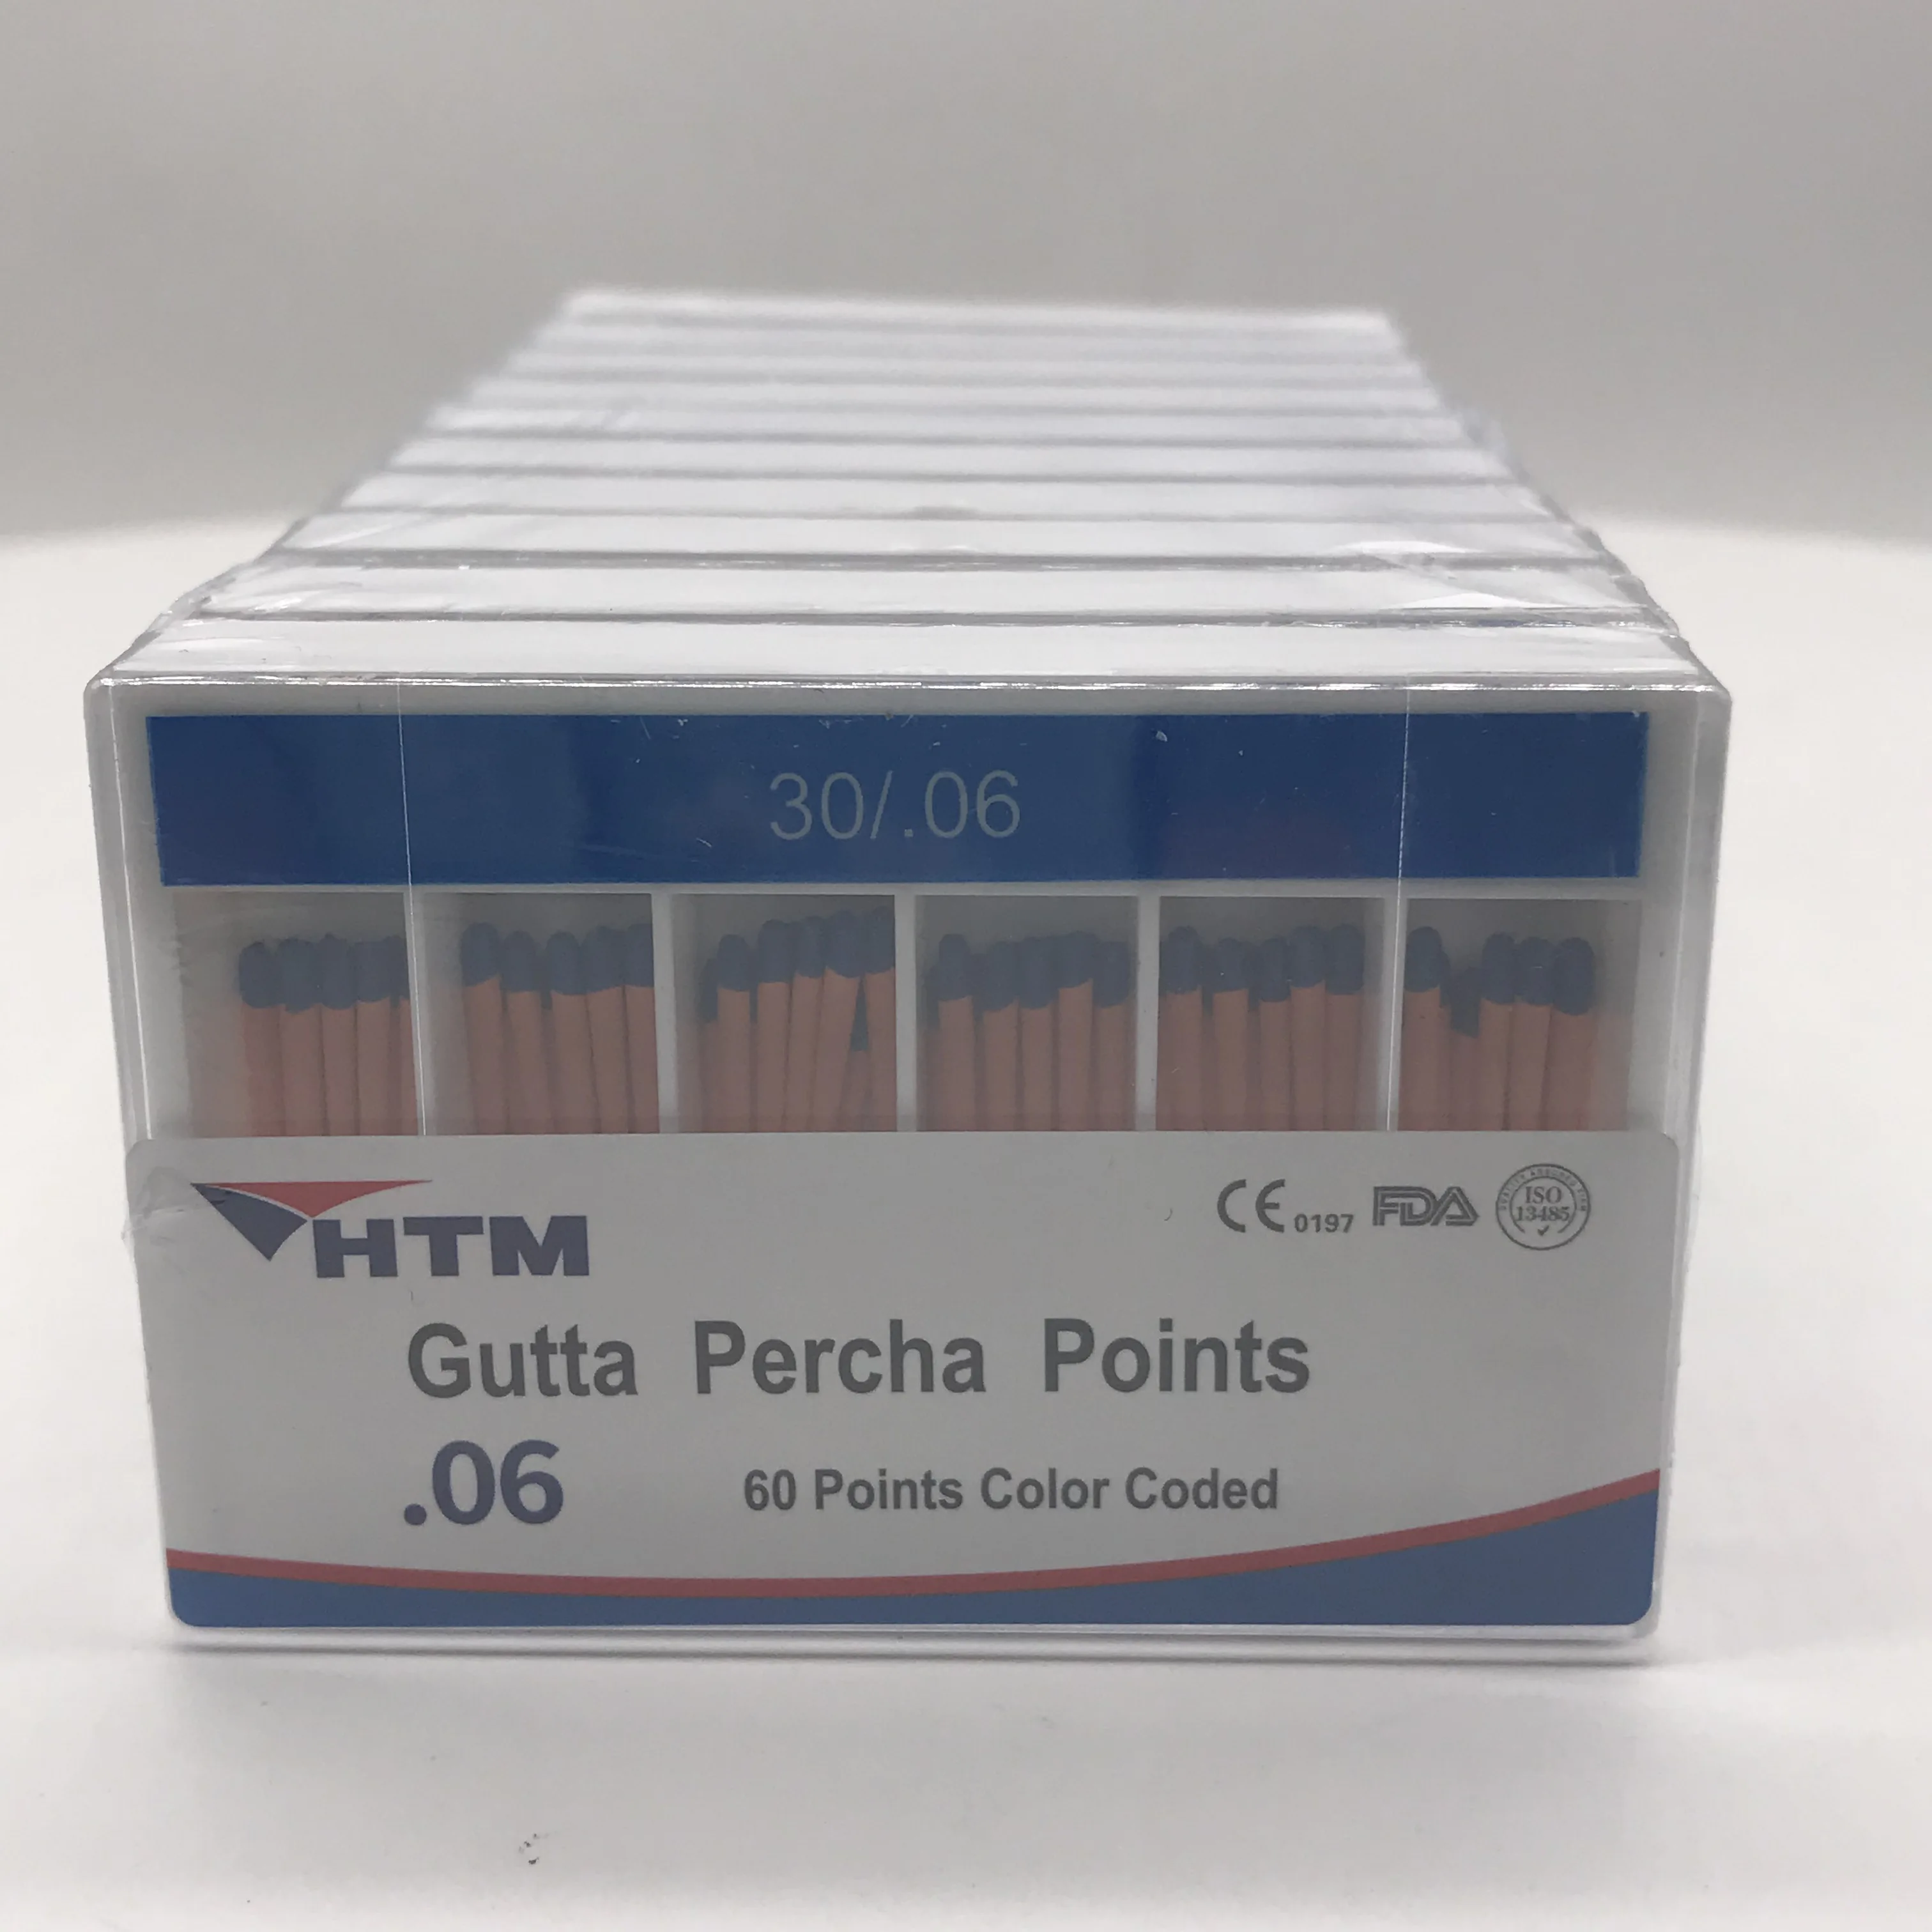 30/.06
HTM
CE 0197 FDA
ISO
13485
Gutta Percha Points
.06
60 Points Color Coded